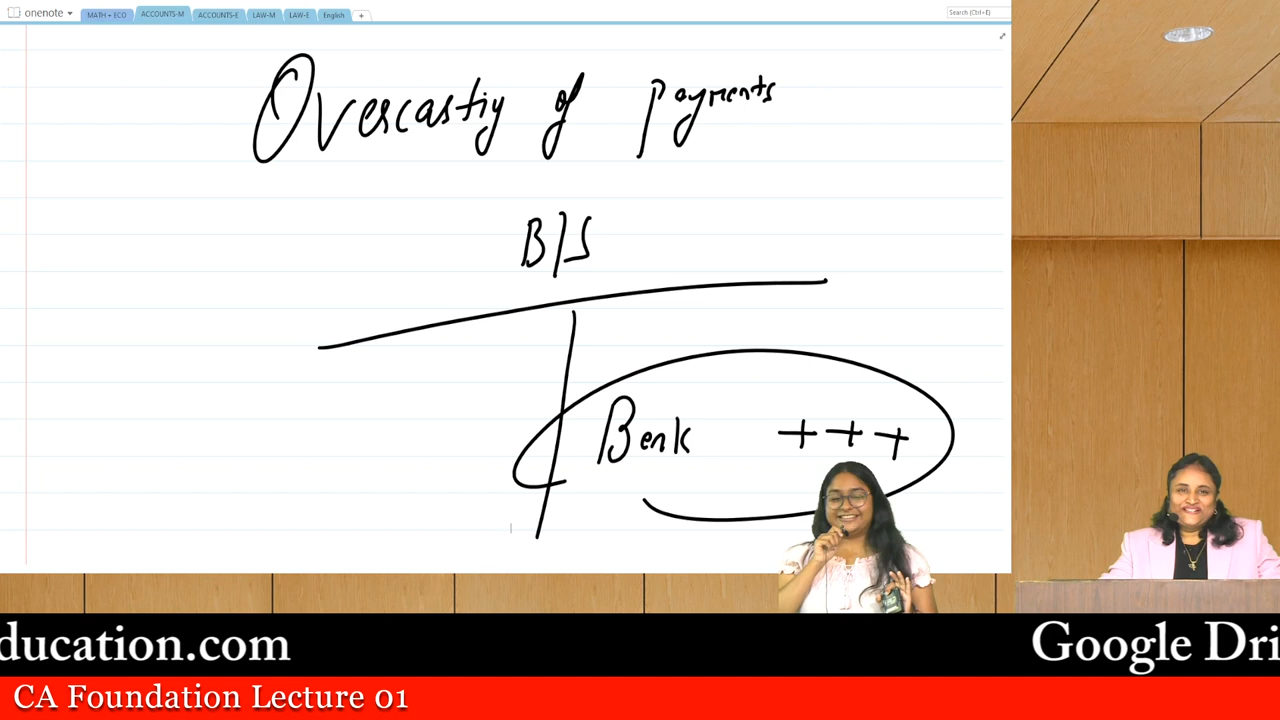 onenote MATH + ECO ACCOUNTS-M ACCOUNTS-E LAW-M LAW-E English + Search (Ctrl+E)
Overcastiy of payments
B/S
Bank +++
ducation.com Google Dri
CA Foundation Lecture 01